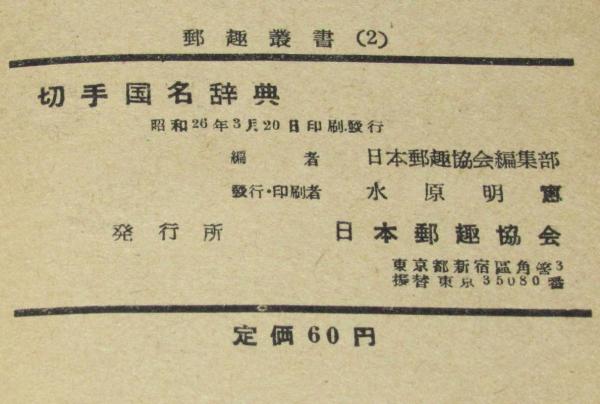 郵趣叢書(2)
切手国名辞典
昭和26年3月20日印刷.發行
編者 日本郵趣協会編集部
發行・印刷者 水原明窗
発行所 日本郵趣協会
東京都新宿區角筈3
振替東京35080番
定価60円